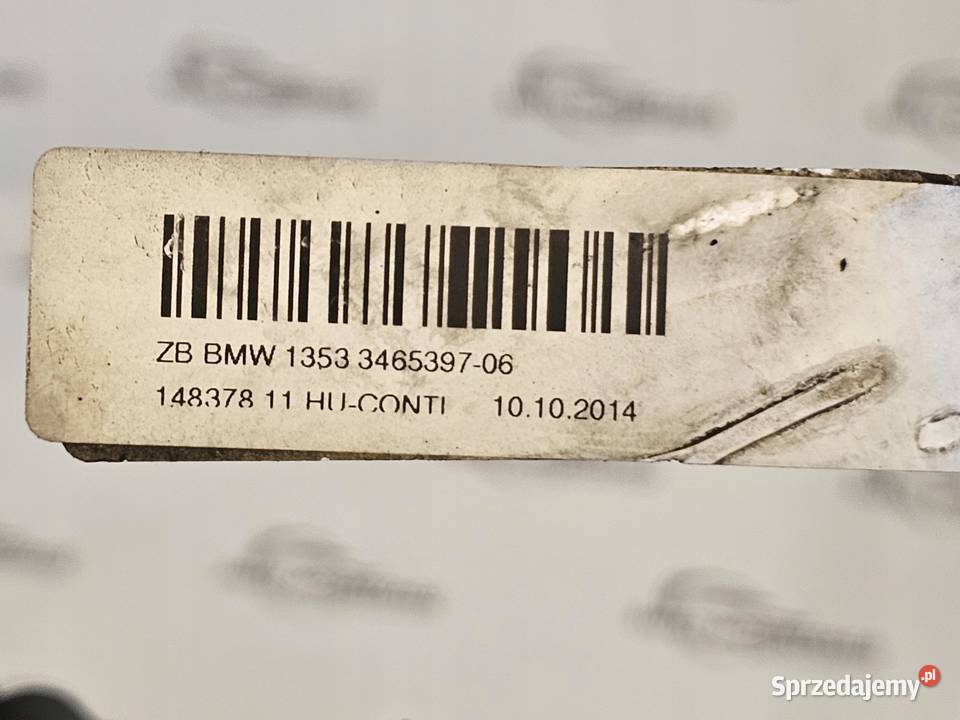 ZB BMW 1353 3465397-06
148378 11 HU-CONTI 10.10.2014
Sprzedajemy.pl